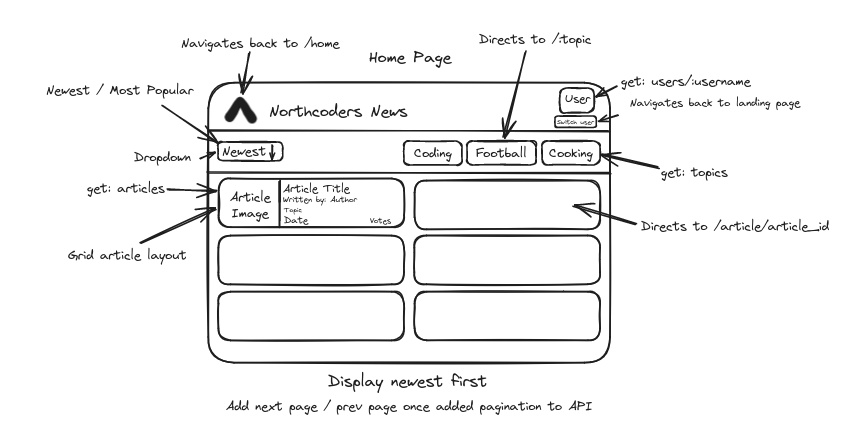 Navigates back to /home
Home Page
Directs to /:topic
Newest / Most Popular
get: users/:username
User
Navigates back to landing page
Switch user
Northcoders News
Dropdown
Newest
Coding
Football
Cooking
get: topics
get: articles
Article
Image
Article Title
Written by: Author
Topic
Date
Votes
Directs to /article/article_id
Grid article layout
Display newest first
Add next page / prev page once added pagination to API